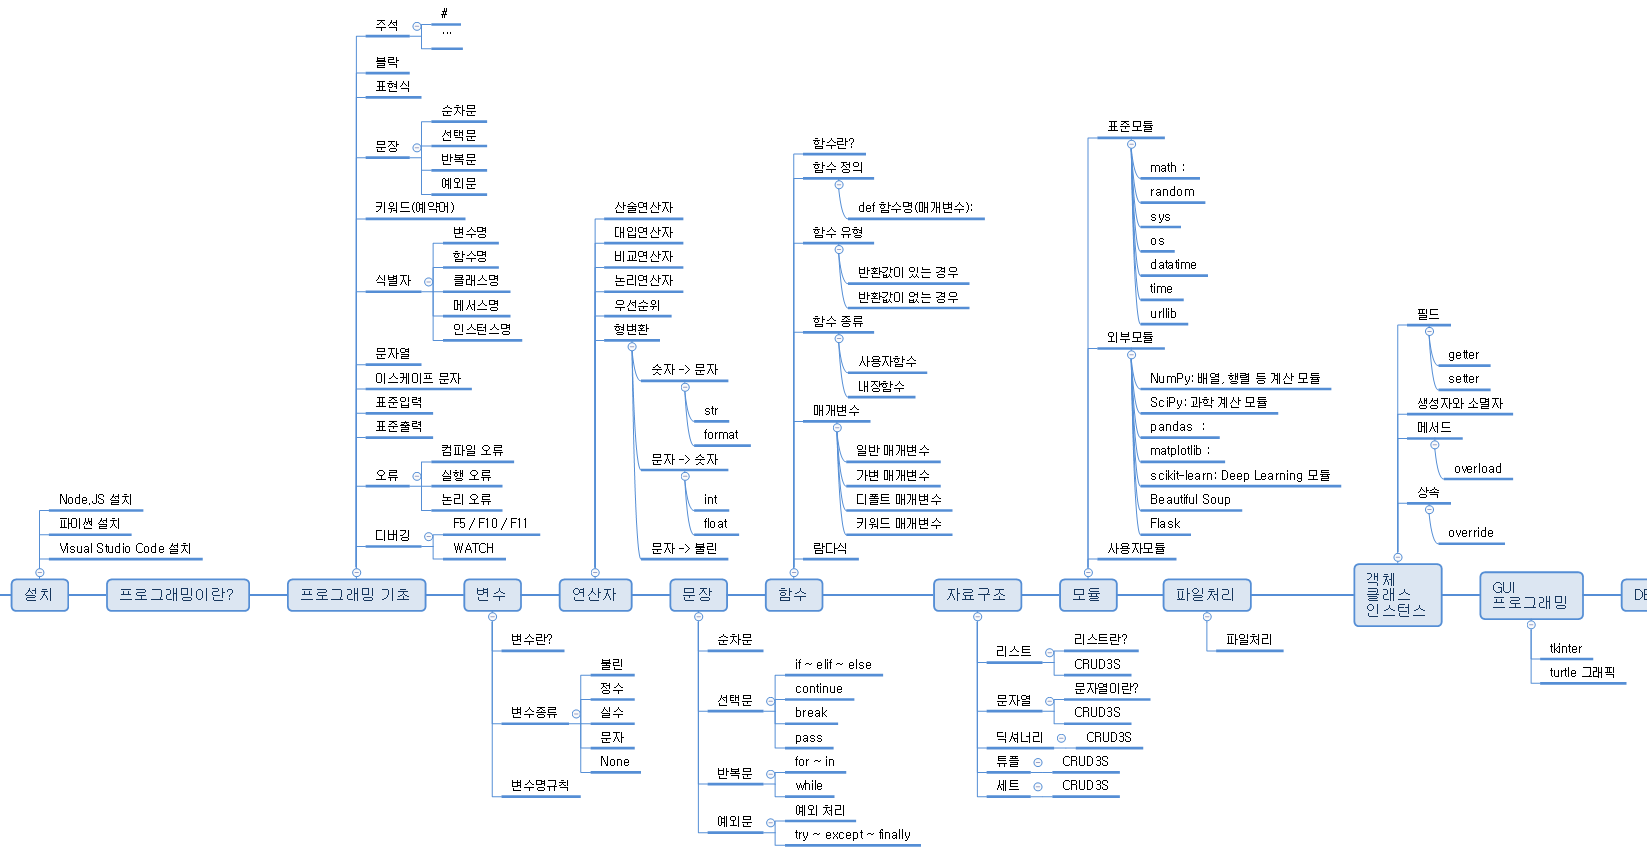 설치
Node.JS 설치
파이썬 설치
Visual Studio Code 설치
프로그래밍이란?
프로그래밍 기초
주석
#
...
블락
표현식
문장
순차문
선택문
반복문
예외문
키워드(예약어)
식별자
변수명
함수명
클래스명
메서스명
인스턴스명
문자열
이스케이프 문자
표준입력
표준출력
오류
컴파일 오류
실행 오류
논리 오류
디버깅
F5 / F10 / F11
WATCH
변수
변수란?
변수종류
불린
정수
실수
문자
None
변수명규칙
연산자
산술연산자
대입연산자
비교연산자
논리연산자
우선순위
형변환
숫자 -> 문자
str
format
문자 -> 숫자
int
float
문자 -> 불린
문장
순차문
선택문
if ~ elif ~ else
continue
break
pass
반복문
for ~ in
while
예외문
예외 처리
try ~ except ~ finally
함수
함수란?
함수 정의
def 함수명(매개변수):
함수 유형
반환값이 있는 경우
반환값이 없는 경우
함수 종류
사용자함수
내장함수
매개변수
일반 매개변수
가변 매개변수
디폴트 매개변수
키워드 매개변수
람다식
자료구조
리스트
리스트란?
CRUD3S
문자열
문자열이란?
CRUD3S
딕셔너리
CRUD3S
튜플
CRUD3S
세트
CRUD3S
모듈
표준모듈
math :
random
sys
os
datatime
time
urllib
외부모듈
NumPy: 배열, 행렬 등 계산 모듈
SciPy: 과학 계산 모듈
pandas :
matplotlib :
scikit-learn: Deep Learning 모듈
Beautiful Soup
Flask
사용자모듈
파일처리
파일처리
객체
클래스
인스턴스
필드
getter
setter
생성자와 소멸자
메서드
overload
상속
override
GUI
프로그래밍
tkinter
turtle 그래픽